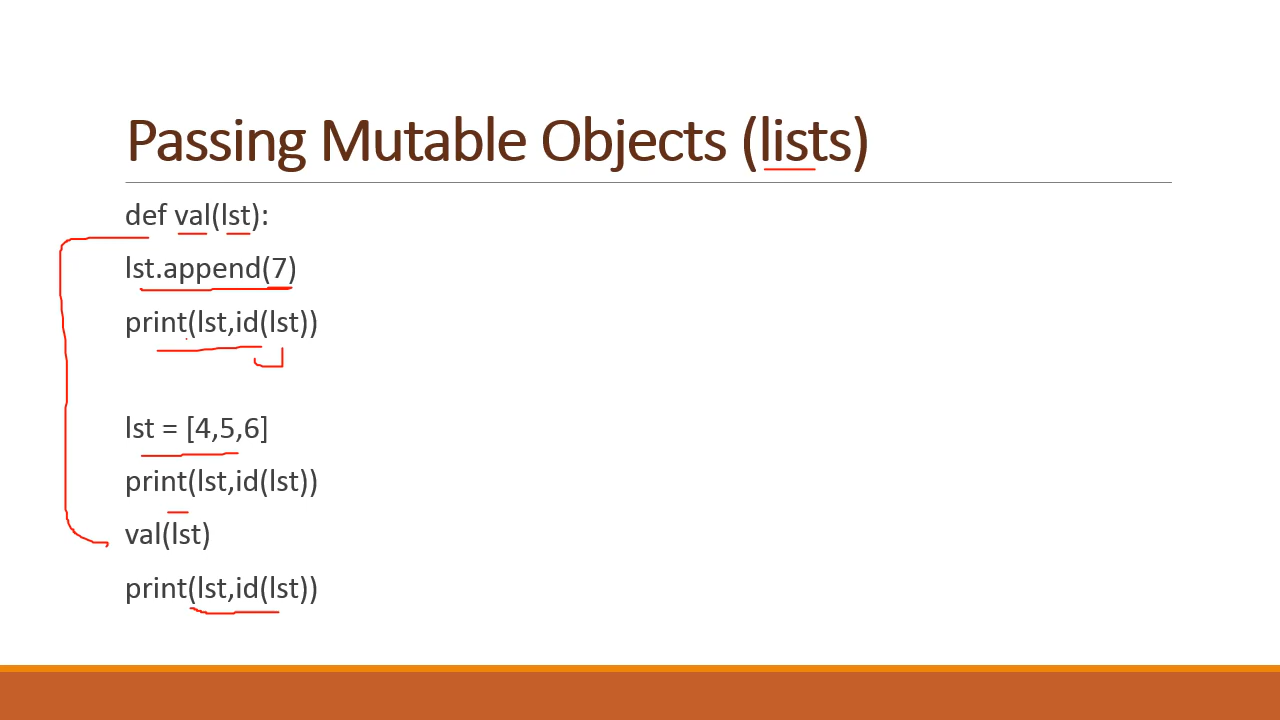 Passing Mutable Objects (lists)
def val(lst):
lst.append(7)
print(lst,id(lst))
lst = [4,5,6]
print(lst,id(lst))
val(lst)
print(lst,id(lst))